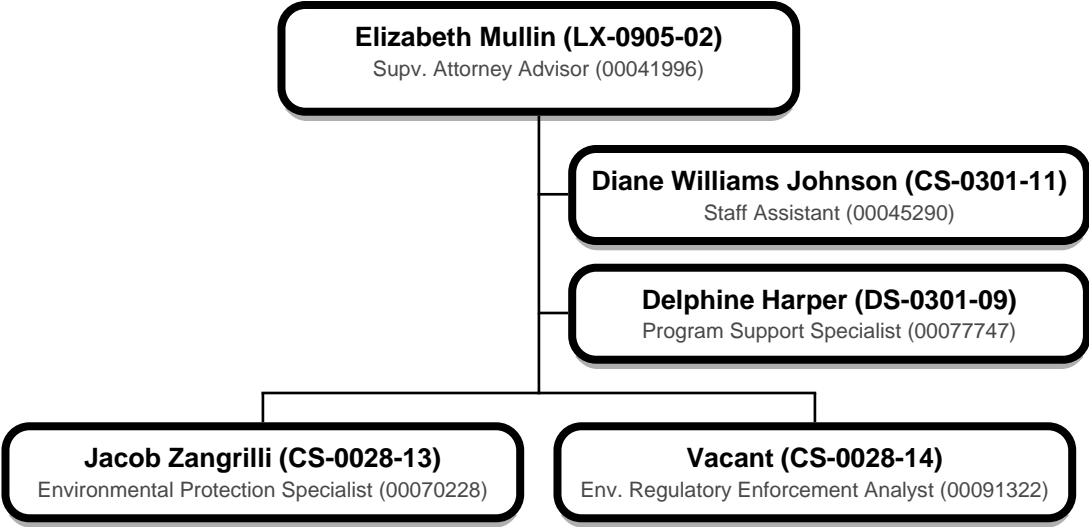 Elizabeth Mullin (LX-0905-02)
Supv. Attorney Advisor (00041996)
Diane Williams Johnson (CS-0301-11)
Staff Assistant (00045290)
Delphine Harper (DS-0301-09)
Program Support Specialist (00077747)
Jacob Zangrilli (CS-0028-13)
Environmental Protection Specialist (00070228)
Vacant (CS-0028-14)
Env. Regulatory Enforcement Analyst (00091322)